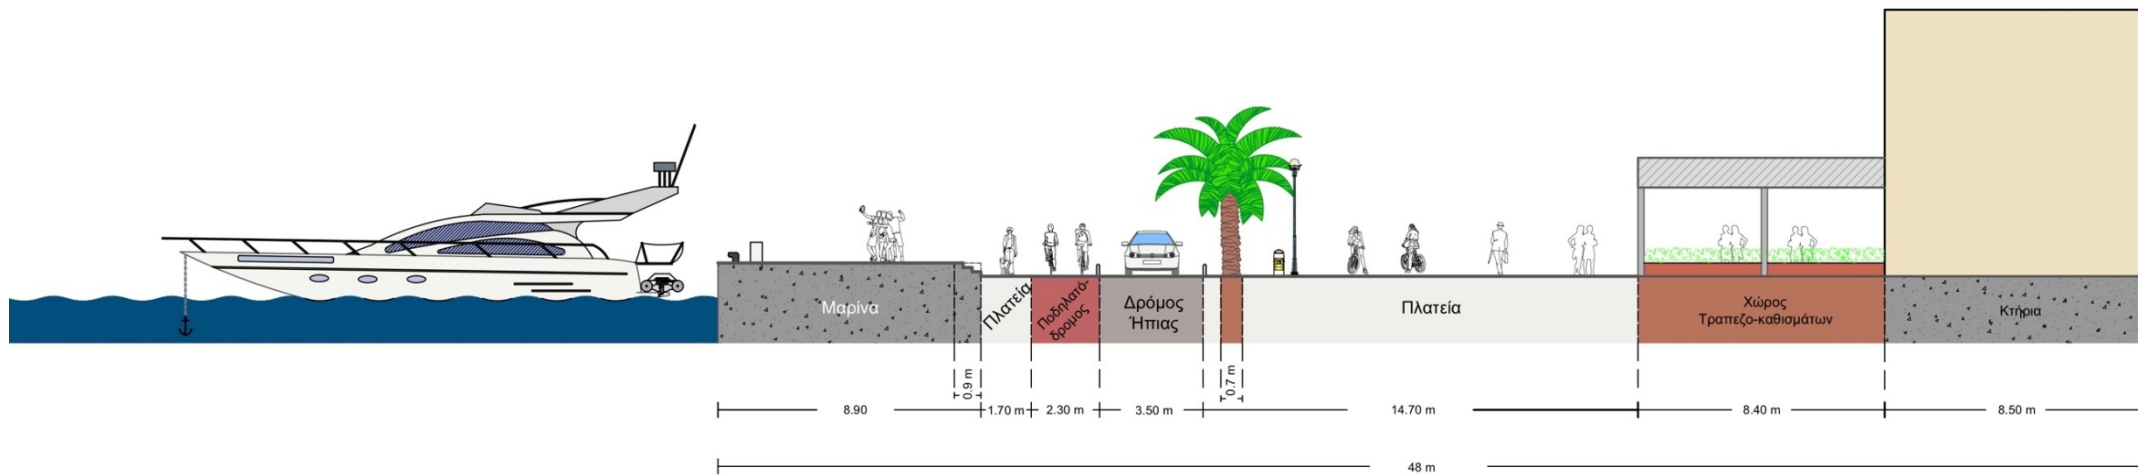 Μαρίνα
Πλατεία
Ποδηλατό-
δρομος
Δρόμος
Ήπιας
Πλατεία
Χώρος
Τραπεζο-καθισμάτων
Κτήρια
0.9 m
0.7 m
8.90
1.70 m
2.30 m
3.50 m
14.70 m
8.40 m
8.50 m
48 m